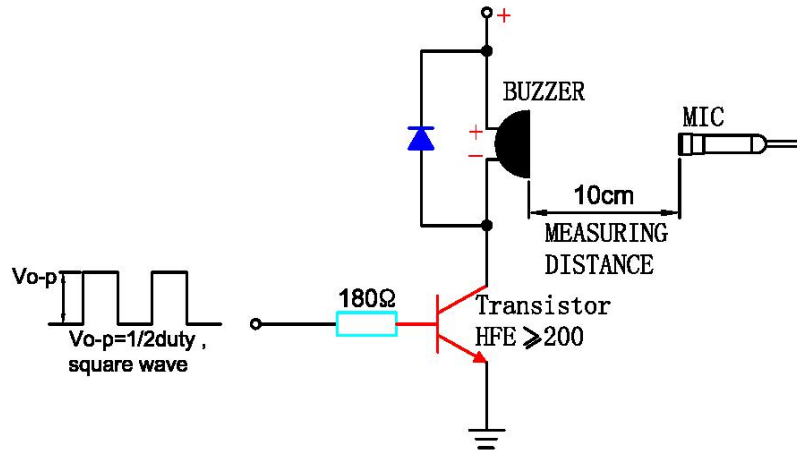 +
BUZZER
MIC
+
−
10cm
MEASURING
DISTANCE
Vo-p
180Ω
Transistor
HFE ⩾200
Vo-p=1/2duty ,
square wave